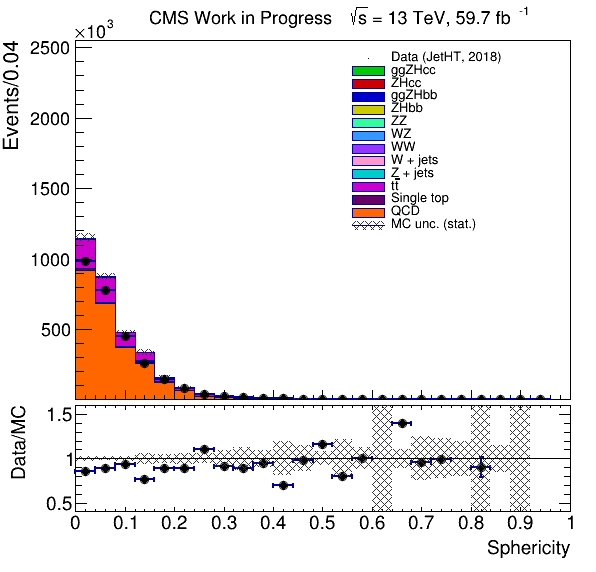 CMS Work in Progress √s = 13 TeV, 59.7 fb⁻¹
×10³
Events/0.04
2500
2000
1500
1000
500
Data (JetHT, 2018)
ggZHcc
ZHcc
ggZHbb
ZHbb
ZZ
WZ
WW
W + jets
Z + jets
tt̅
Single top
QCD
MC unc. (stat.)
Data/MC
1.5
1
0.5
0 0.1 0.2 0.3 0.4 0.5 0.6 0.7 0.8 0.9 1
Sphericity